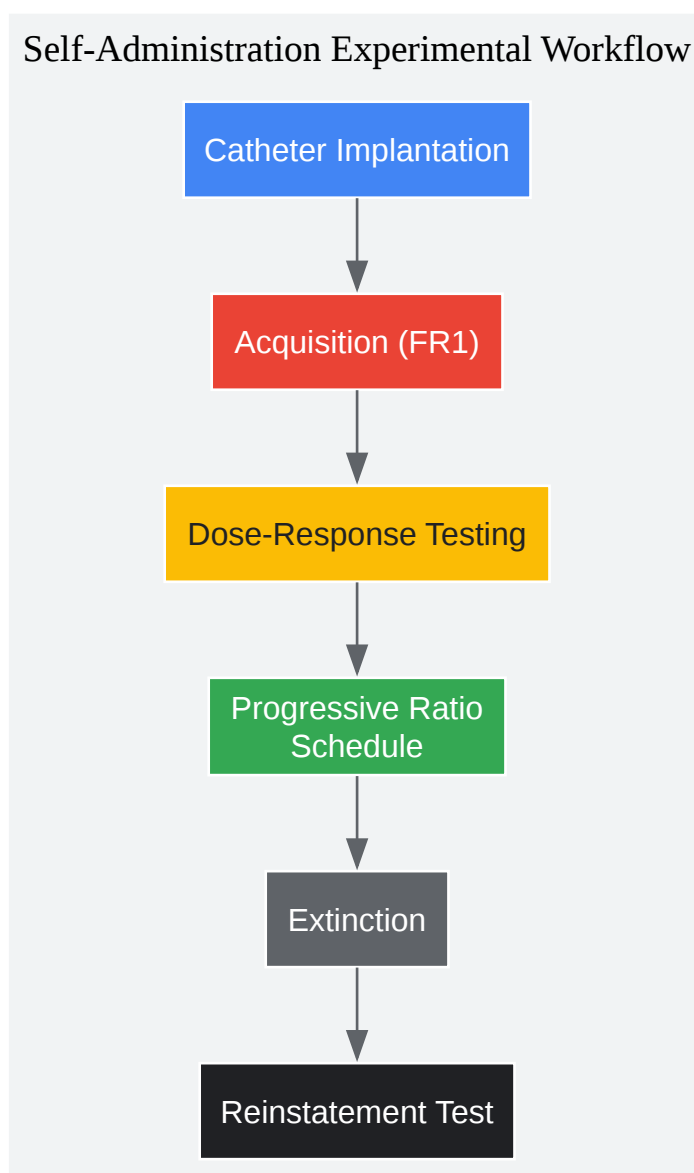 Self-Administration Experimental Workflow
Catheter Implantation
Acquisition (FR1)
Dose-Response Testing
Progressive Ratio
Schedule
Extinction
Reinstatement Test